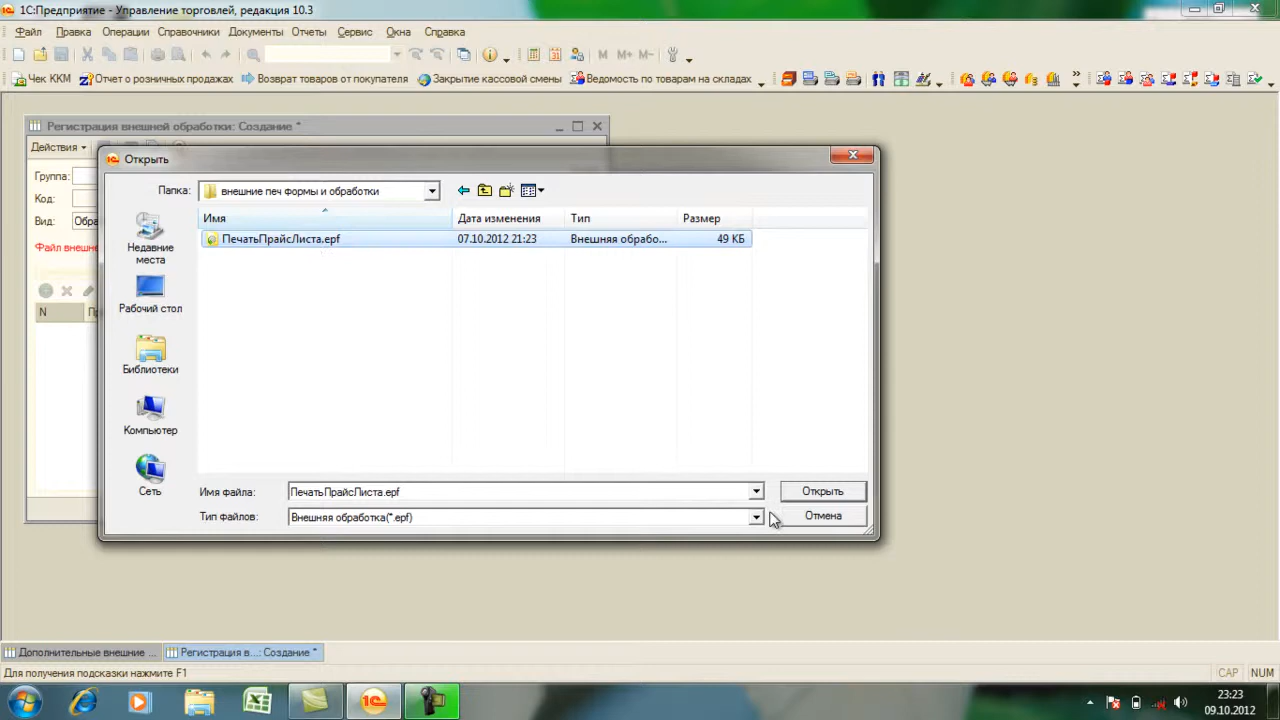 1С:Предприятие - Управление торговлей, редакция 10.3
Файл Правка Операции Справочники Документы Отчеты Сервис Окна Справка
M M+ M-
Чек ККМ Отчет о розничных продажах Возврат товаров от покупателя Закрытие кассовой смены Ведомость по товарам на складах
Регистрация внешней обработки: Создание *
Действия
Группа:
Код:
Вид: Обра
Файл внешне
N
Открыть
Папка: внешние печ формы и обработки
Имя Дата изменения Тип Размер
ПечатьПрайсЛиста.epf 07.10.2012 21:23 Внешняя обрабо... 49 КБ
Недавние места
Рабочий стол
Библиотеки
Компьютер
Сеть
Имя файла: ПечатьПрайсЛиста.epf Открыть
Тип файлов: Внешняя обработка(*.epf) Отмена
Дополнительные внешние ... Регистрация в...: Создание *
Для получения подсказки нажмите F1 CAP NUM
23:23
09.10.2012